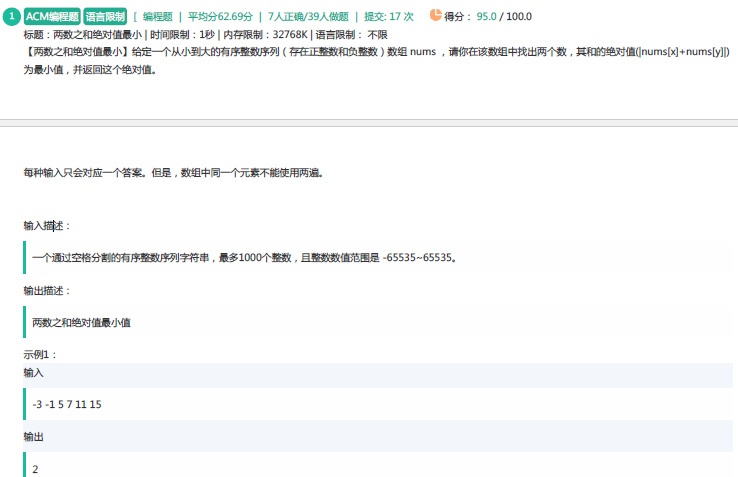 1 ACM编程题 语言限制 [ 编程题 | 平均分62.69分 | 7人正确/39人做题 | 提交: 17 次 得分： 95.0 / 100.0
标题：两数之和绝对值最小 | 时间限制：1秒 | 内存限制：32768K | 语言限制： 不限
【两数之和绝对值最小】给定一个从小到大的有序整数序列（存在正整数和负整数）数组 nums ，请你在该数组中找出两个数，其和的绝对值(|nums[x]+nums[y]|)
为最小值，并返回这个绝对值。
每种输入只会对应一个答案。但是，数组中同一个元素不能使用两遍。
输入描述：
一个通过空格分割的有序整数序列字符串，最多1000个整数，且整数数值范围是 -65535~65535。
输出描述：
两数之和绝对值最小值
示例1：
输入
-3 -1 5 7 11 15
输出
2